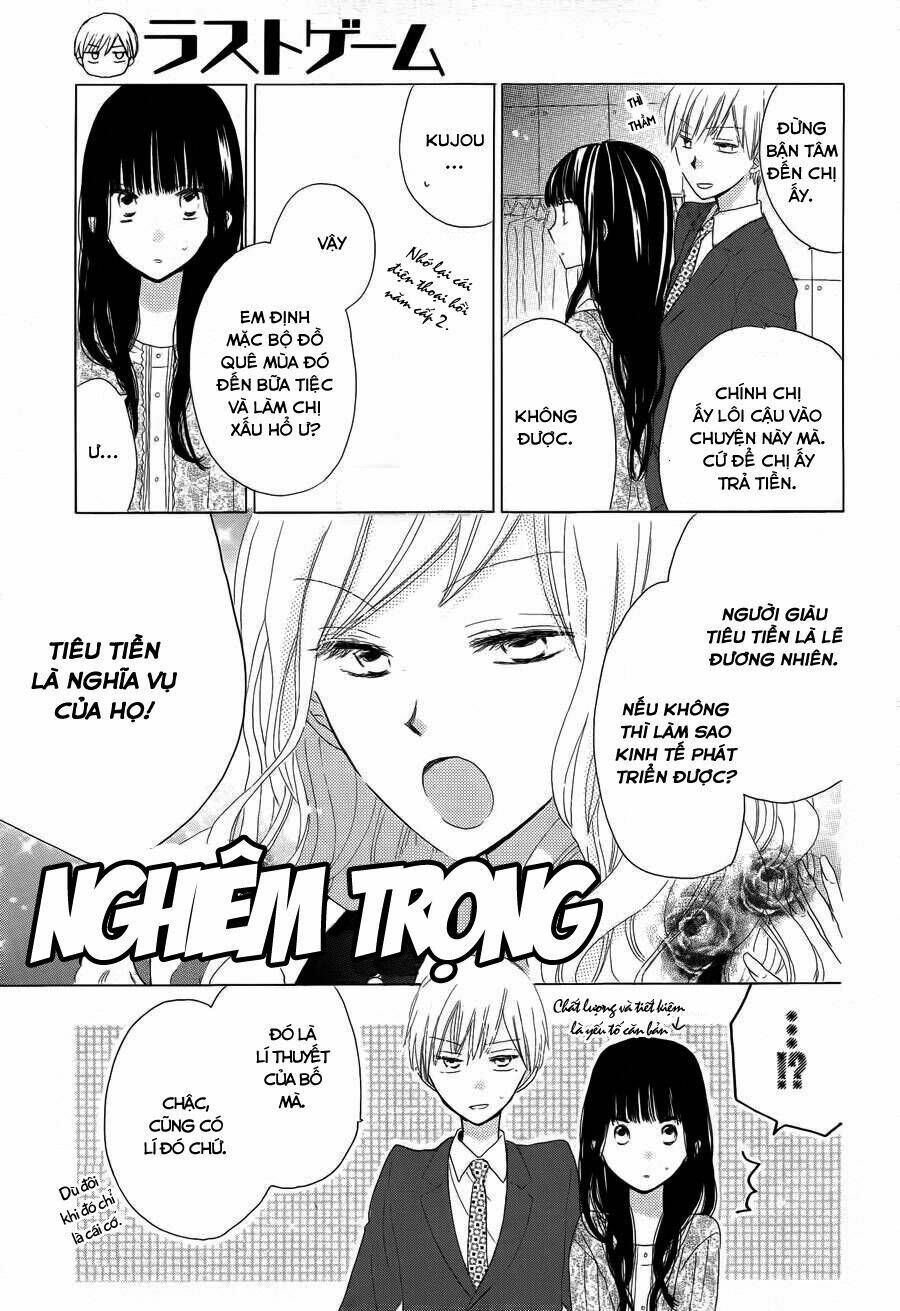 ラストゲーム
ĐỪNG
BẬN TÂM
ĐẾN CHỊ
ẤY.
THÌ
THẦM
CHÍNH CHỊ
ẤY LÔI CẬU VÀO
CHUYỆN NÀY MÀ.
CỨ ĐỂ CHỊ ẤY
TRẢ TIỀN.
KHÔNG
ĐƯỢC.
KUJOU
...
Nhớ lại cái
điện thoại hồi
năm cấp 2.
VẬY
EM ĐỊNH
MẶC BỘ ĐỒ
QUÊ MÙA ĐÓ
ĐẾN BỮA TIỆC
VÀ LÀM CHỊ
XẤU HỔ Ư?
Ư...
NGƯỜI GIÀU
TIÊU TIỀN LÀ LẼ
ĐƯƠNG NHIÊN.
NẾU KHÔNG
THÌ LÀM SAO
KINH TẾ PHÁT
TRIỂN ĐƯỢC?
TIÊU TIỀN
LÀ NGHĨA VỤ
CỦA HỌ!
NGHIÊM TRỌNG
...!?
Chất lượng và tiết kiệm
là yếu tố căn bản
ĐÓ LÀ
LÍ THUYẾT
CỦA BỐ
MÀ.
CHẬC,
CŨNG CÓ
LÍ ĐÓ CHỨ.
Dù đôi
khi đó chỉ
là cái cớ.